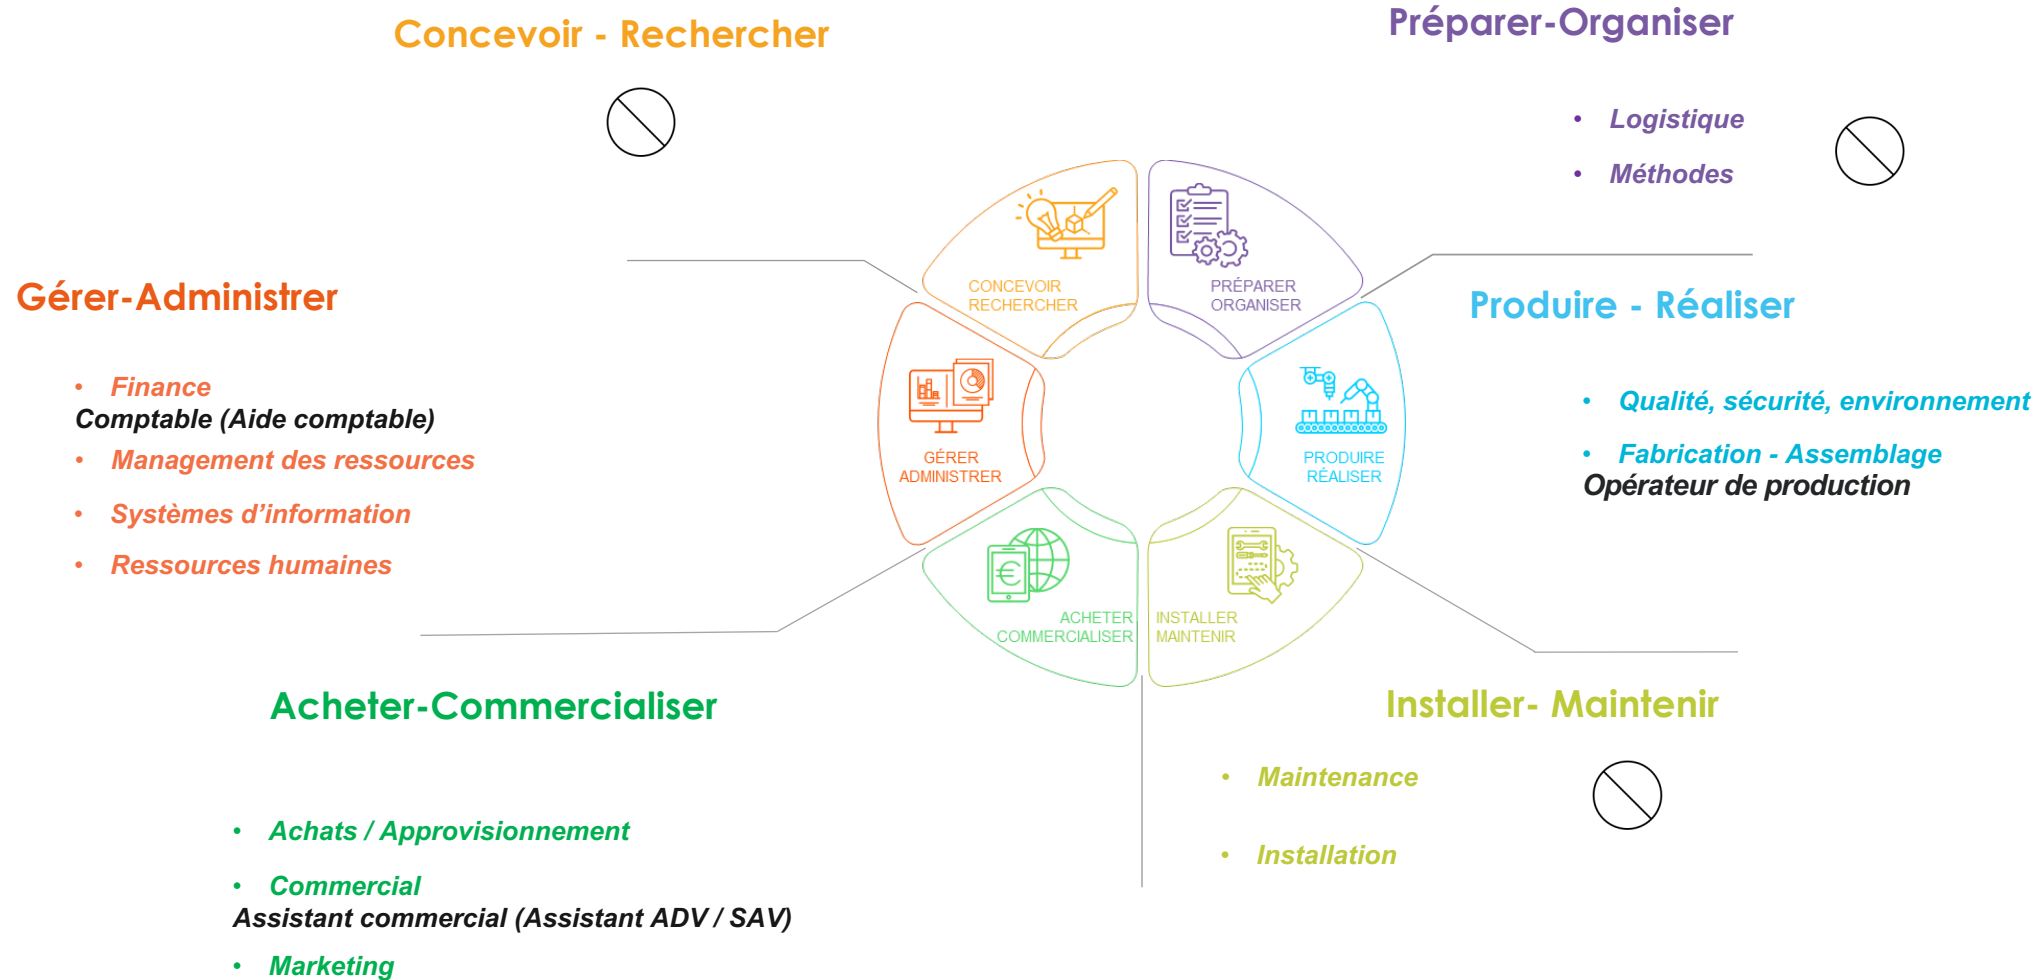 Concevoir - Rechercher
Préparer-Organiser
• Logistique
• Méthodes
CONCEVOIR
RECHERCHER
PRÉPARER
ORGANISER
Gérer-Administrer
• Finance
Comptable (Aide comptable)
• Management des ressources
• Systèmes d’information
• Ressources humaines
GÉRER
ADMINISTRER
PRODUIRE
RÉALISER
Produire - Réaliser
• Qualité, sécurité, environnement
• Fabrication - Assemblage
Opérateur de production
€
ACHETER
COMMERCIALISER
INSTALLER
MAINTENIR
Acheter-Commercialiser
• Achats / Approvisionnement
• Commercial
Assistant commercial (Assistant ADV / SAV)
• Marketing
Installer- Maintenir
• Maintenance
• Installation